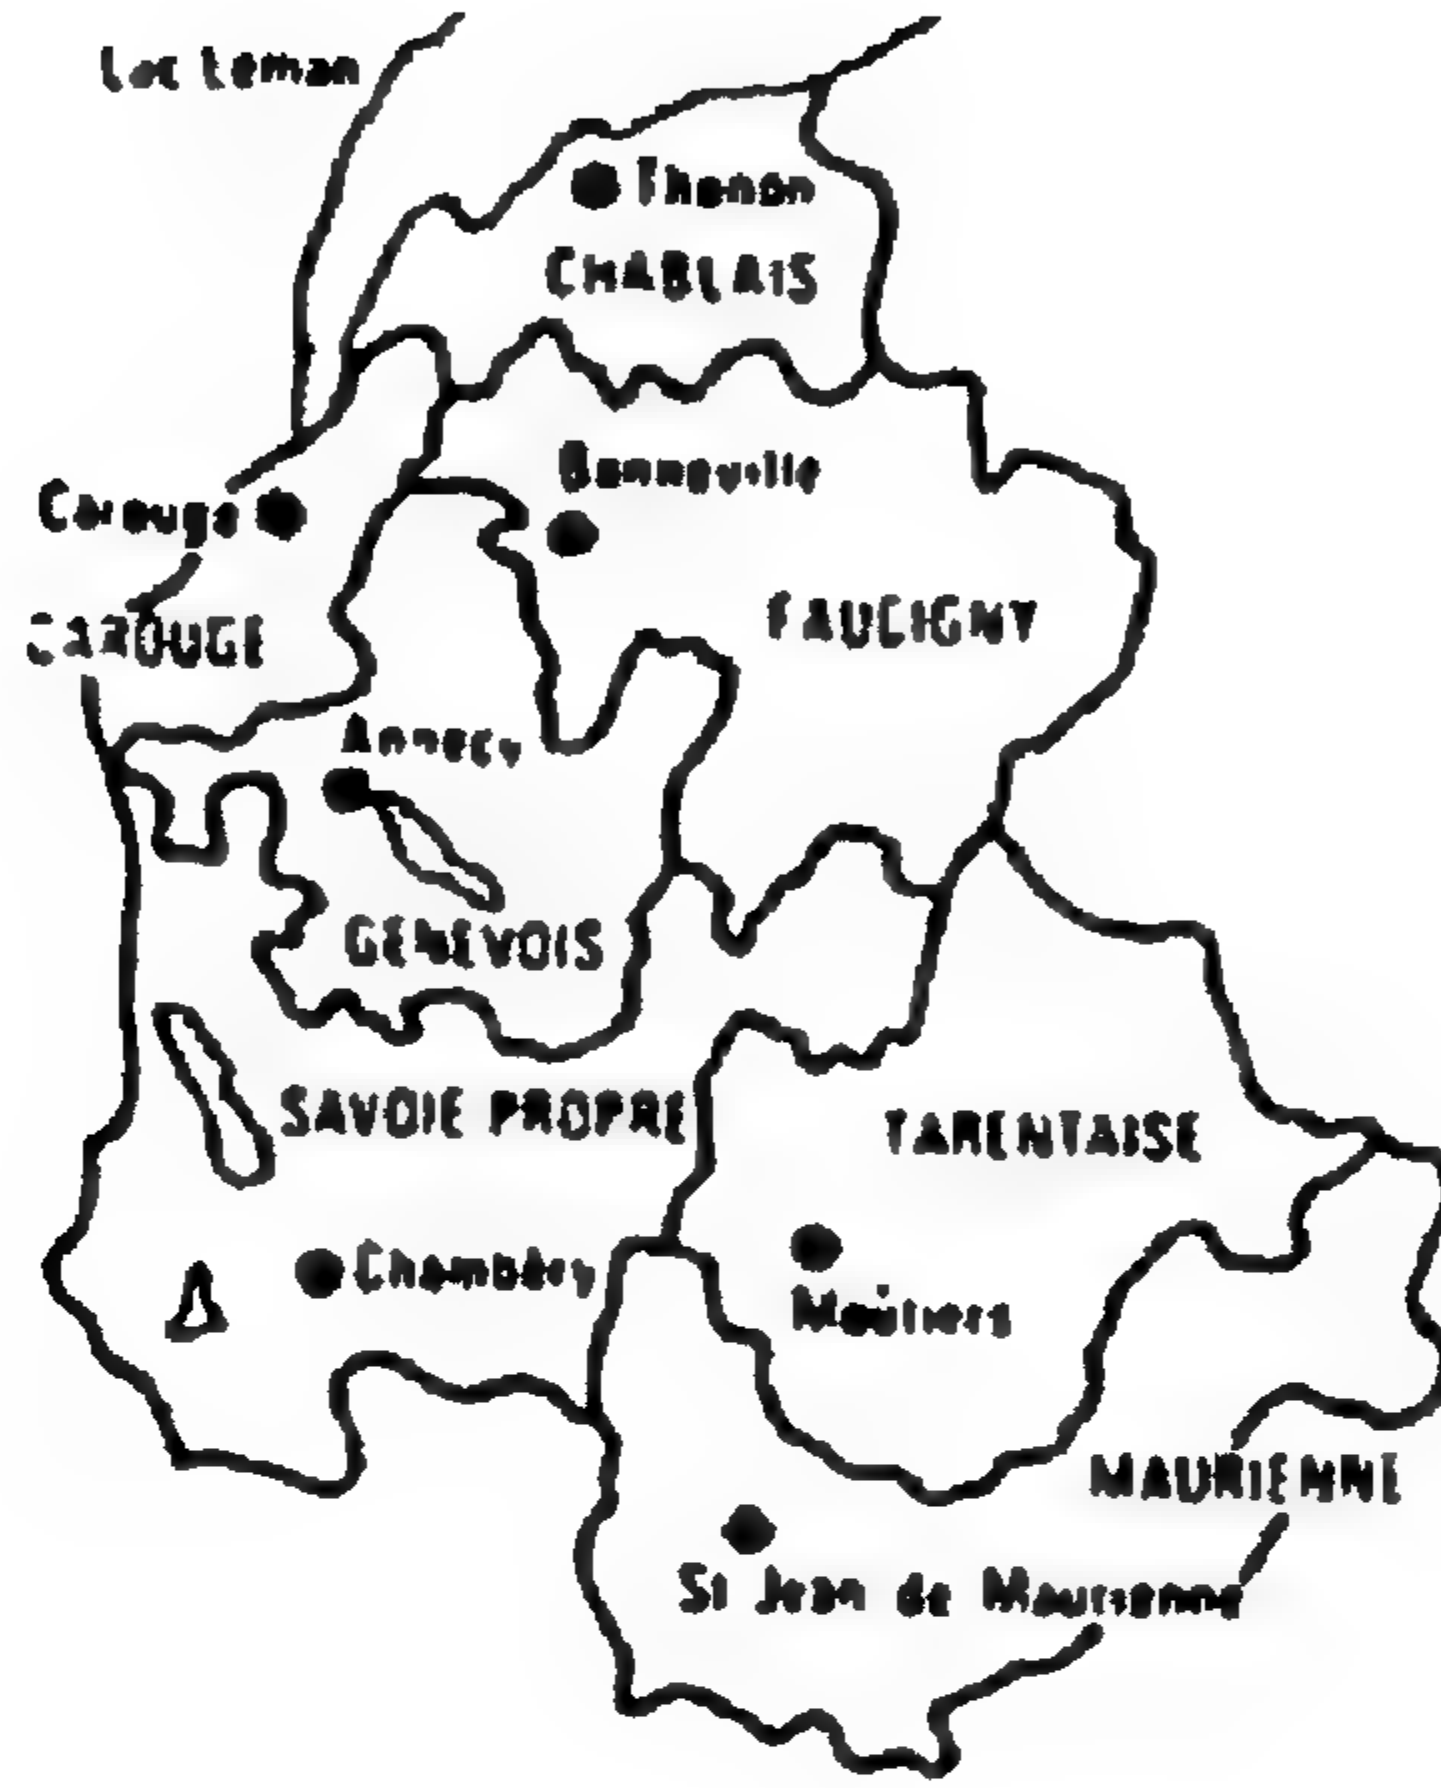 Lac Léman
Thonon
CHABLAIS
Bonneville
Carouge
FAUCIGNY
CAROUGE
Annecy
GENEVOIS
SAVOIE PROPRE
TARENTAISE
Chambéry
Moûtiers
MAURIENNE
St Jean de Maurienne